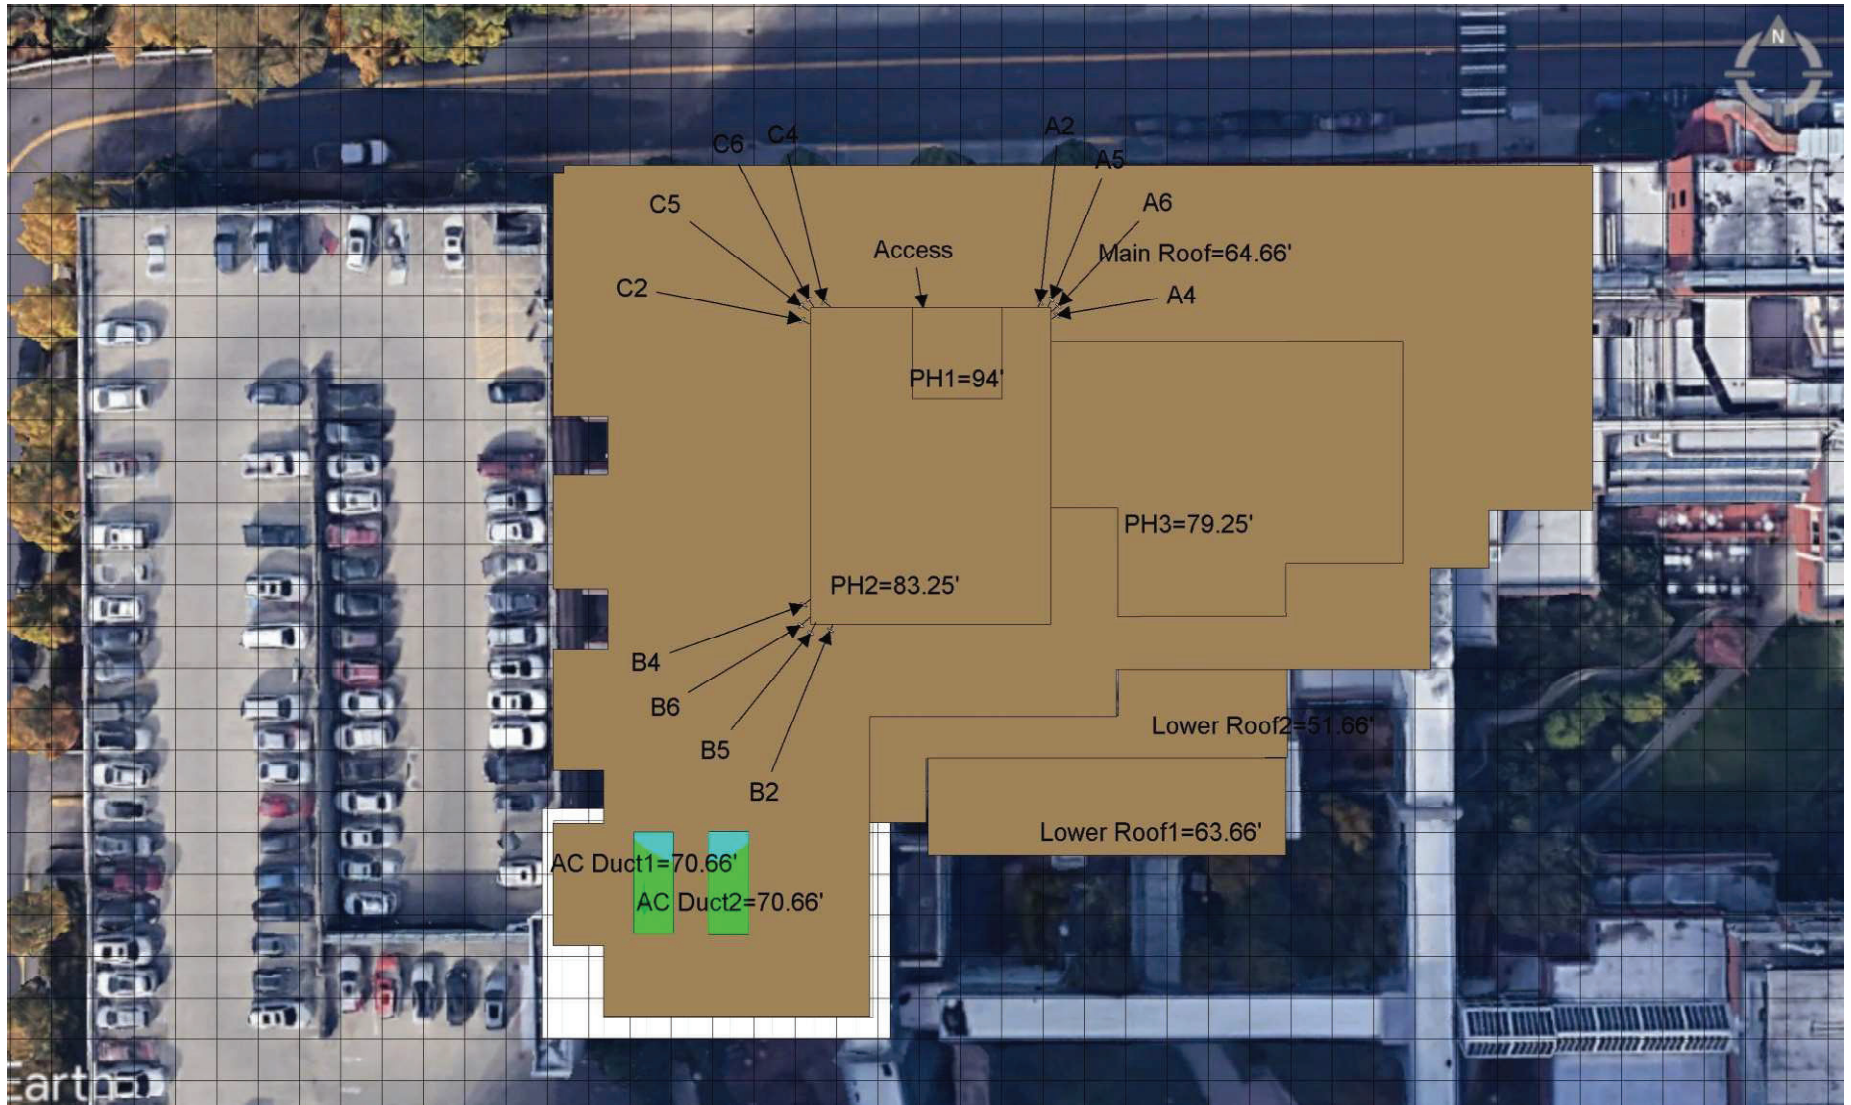 N
A2
C6
C4
A5
C5
A6
Access
Main Roof=64.66'
C2
A4
PH1=94'
PH3=79.25'
PH2=83.25'
B4
B6
Lower Roof2=51.66'
B5
B2
Lower Roof1=63.66'
AC Duct1=70.66'
AC Duct2=70.66'
Earth